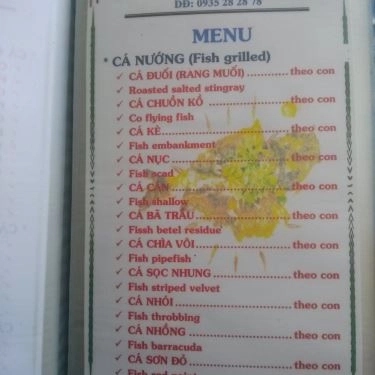 DĐ: 0935 28 28 78
MENU
* CÁ NƯỚNG (Fish grilled)
✓ CÁ ĐUỐI (RANG MUỐI)..............theo con
✓ Roasted salted stingray
✓ CÁ CHUỒN KỒ..............theo con
✓ Co flying fish
✓ CÁ KÈ..............theo con
Fish embankment
✓ CÁ NỤC..............theo con
Fish scad
✓ CÁ CÁN..............theo con
Fish shallow
✓ CÁ BÃ TRẦU..............theo con
Fissh betel residue
✓ CÁ CHÌA VÔI..............theo con
✓ Fish pipefish
✓ CÁ SỌC NHUNG..............theo con
✓ Fish striped velvet
✓ CÁ NHÓI..............theo con
✓ Fish throbbing
✓ CÁ NHỒNG..............theo con
✓ Fish barracuda
✓ CÁ SƠN ĐỎ..............theo con
Fish red